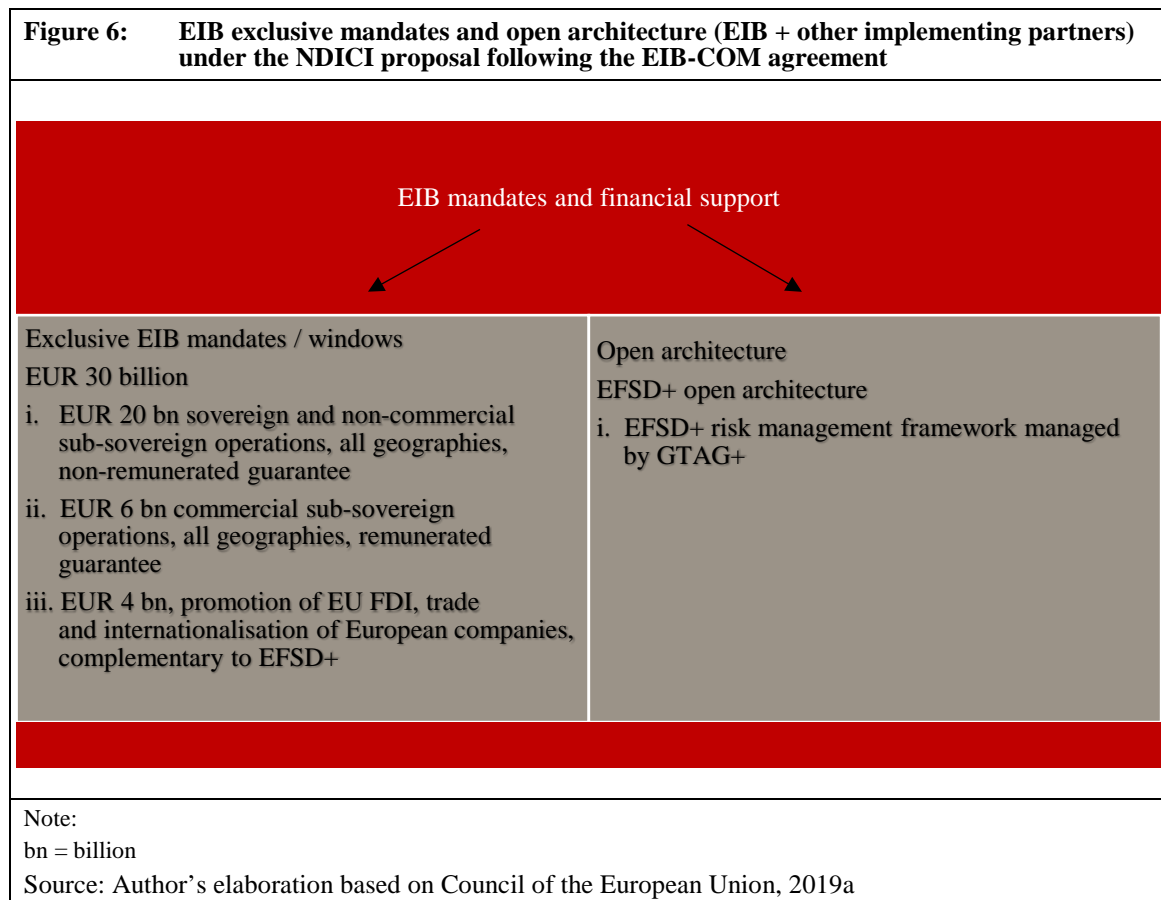 Figure 6: EIB exclusive mandates and open architecture (EIB + other implementing partners)
under the NDICI proposal following the EIB-COM agreement
EIB mandates and financial support
Exclusive EIB mandates / windows
EUR 30 billion
i. EUR 20 bn sovereign and non-commercial
sub-sovereign operations, all geographies,
non-remunerated guarantee
ii. EUR 6 bn commercial sub-sovereign
operations, all geographies, remunerated
guarantee
iii. EUR 4 bn, promotion of EU FDI, trade
and internationalisation of European companies,
complementary to EFSD+
Open architecture
EFSD+ open architecture
i. EFSD+ risk management framework managed
by GTAG+
Note:
bn = billion
Source: Author’s elaboration based on Council of the European Union, 2019a